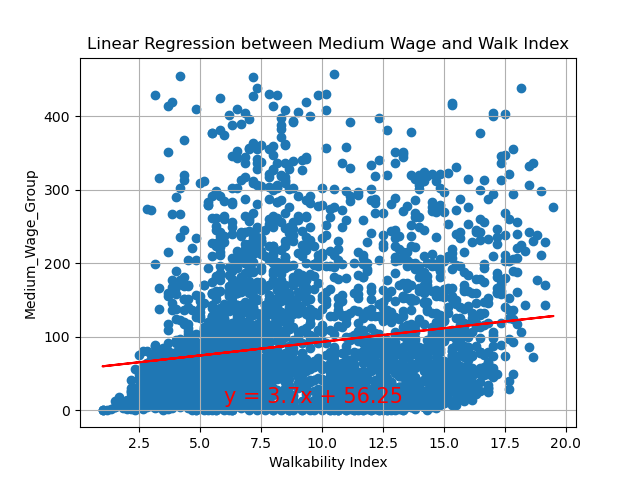 Linear Regression between Medium Wage and Walk Index
Medium_Wage_Group
400
300
200
100
0
y = 3.7x + 56.25
2.5 5.0 7.5 10.0 12.5 15.0 17.5 20.0
Walkability Index